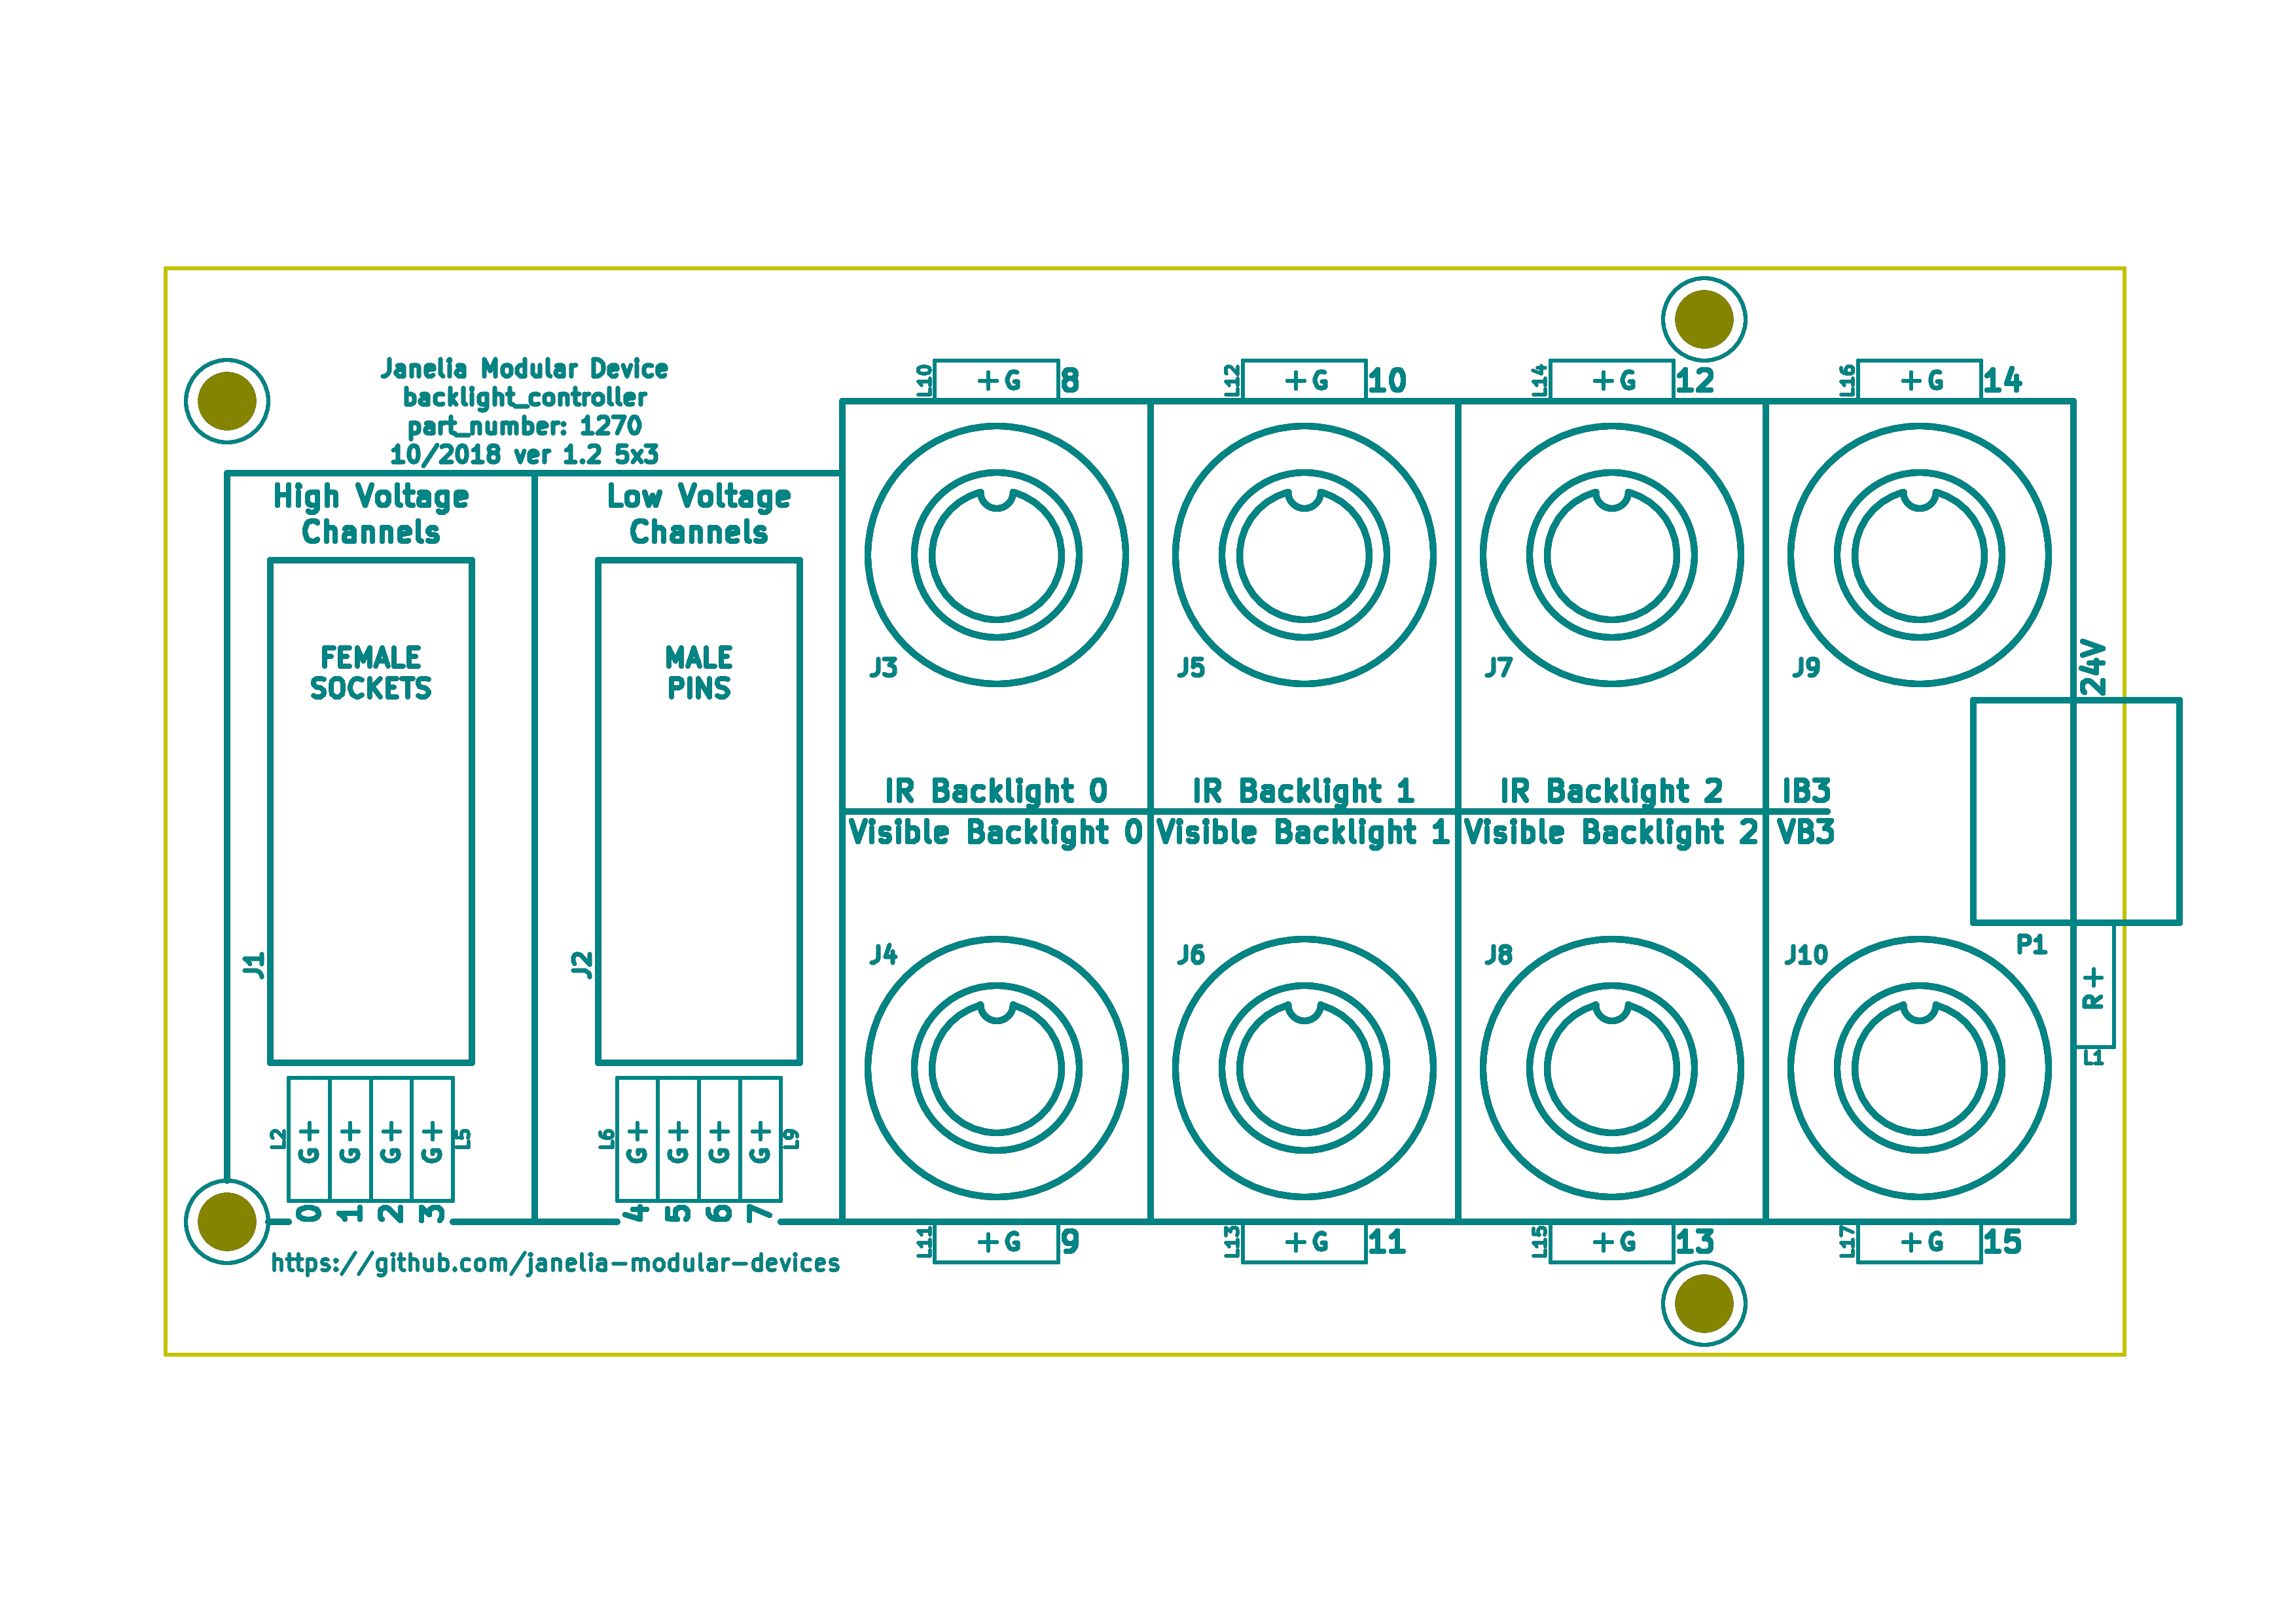 Janelia Modular Device
backlight_controller
part_number: 1270
10/2018 ver 1.2 5x3
High Voltage
Channels
FEMALE
SOCKETS
J1
L2
G+
G+
G+
G+
L5
0
1
2
3
Low Voltage
Channels
MALE
PINS
J2
L6
G+
G+
G+
G+
L9
4
5
6
7
https://github.com/janelia-modular-devices
L10 +G 8
L12 +G 10
L14 +G 12
L16 +G 14
J3
J5
J7
J9
24V
IR Backlight 0
IR Backlight 1
IR Backlight 2
IB3
Visible Backlight 0
Visible Backlight 1
Visible Backlight 2
VB3
J4
J6
J8
J10
P1
R+
L1
L11 +G 9
L13 +G 11
L15 +G 13
L17 +G 15